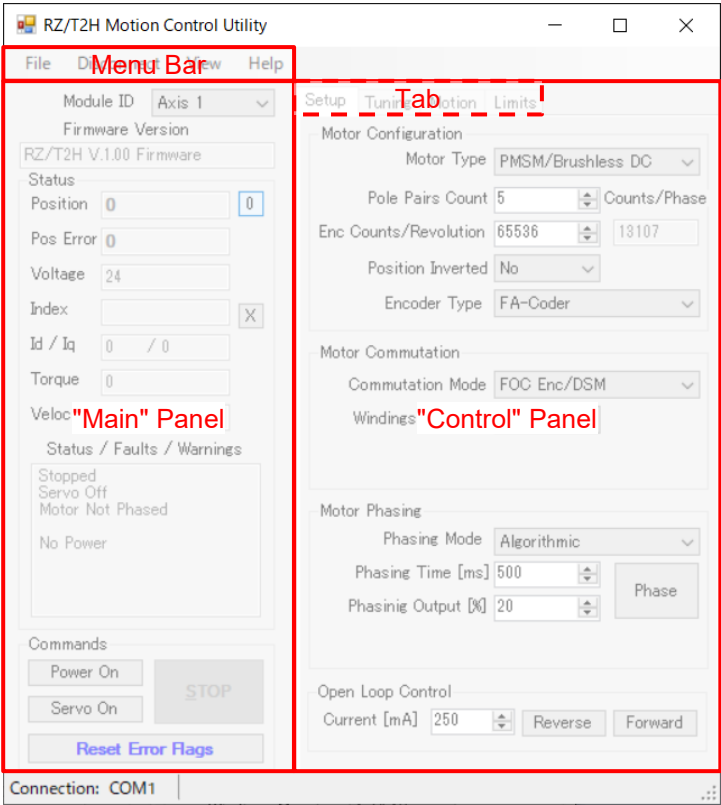 RZ/T2H Motion Control Utility
File Menu Bar View Help
Tab
Module ID Axis 1
Firmware Version
RZ/T2H V.1.00 Firmware
Status
Position 0 0
Pos Error 0
Voltage 24
Index X
Id / Iq 0 / 0
Torque 0
"Main" Panel
Status / Faults / Warnings
Stopped
Servo Off
Motor Not Phased
No Power
Commands
Power On
STOP
Servo On
Reset Error Flags
Setup Tuning Motion Limits
Motor Configuration
Motor Type PMSM/Brushless DC
Pole Pairs Count 5 Counts/Phase
Enc Counts/Revolution 65536 13107
Position Inverted No
Encoder Type FA-Coder
Motor Commutation
Commutation Mode FOC Enc/DSM
Windings "Control" Panel
Motor Phasing
Phasing Mode Algorithmic
Phasing Time [ms] 500
Phase
Phasinig Output [%] 20
Open Loop Control
Current [mA] 250 Reverse Forward
Connection: COM1